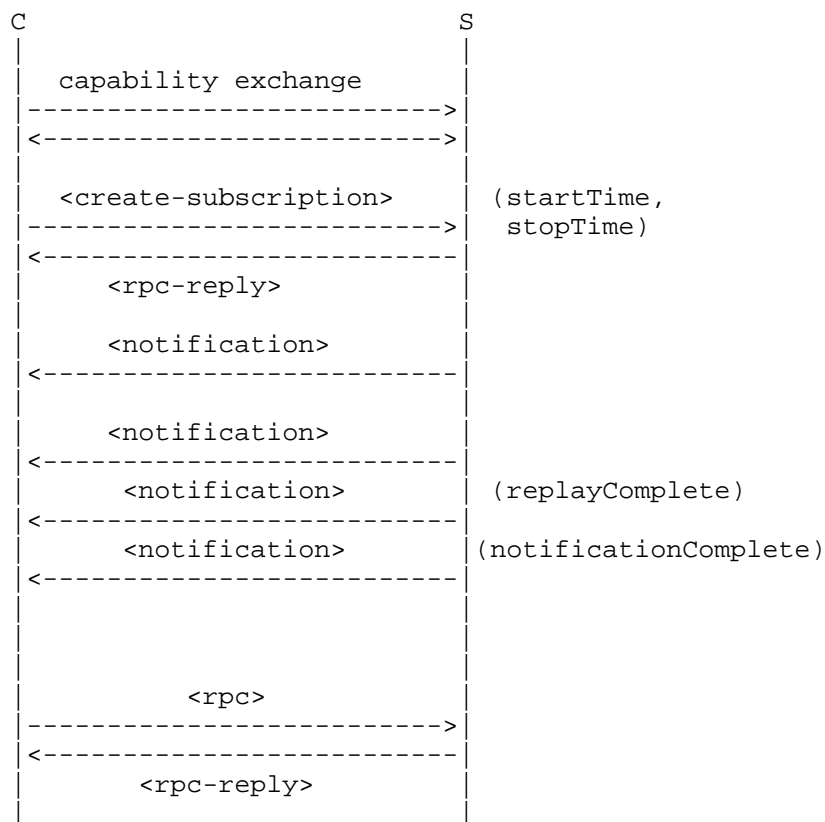 C S
capability exchange
|--------------------------->|
|<-------------------------->|
<create-subscription> (startTime,
|--------------------------->| stopTime)
|<---------------------------|
<rpc-reply>
<notification>
|<---------------------------|
<notification>
|<---------------------------|
<notification> (replayComplete)
|<---------------------------|
<notification> (notificationComplete)
|<---------------------------|
<rpc>
|--------------------------->|
|<---------------------------|
<rpc-reply>